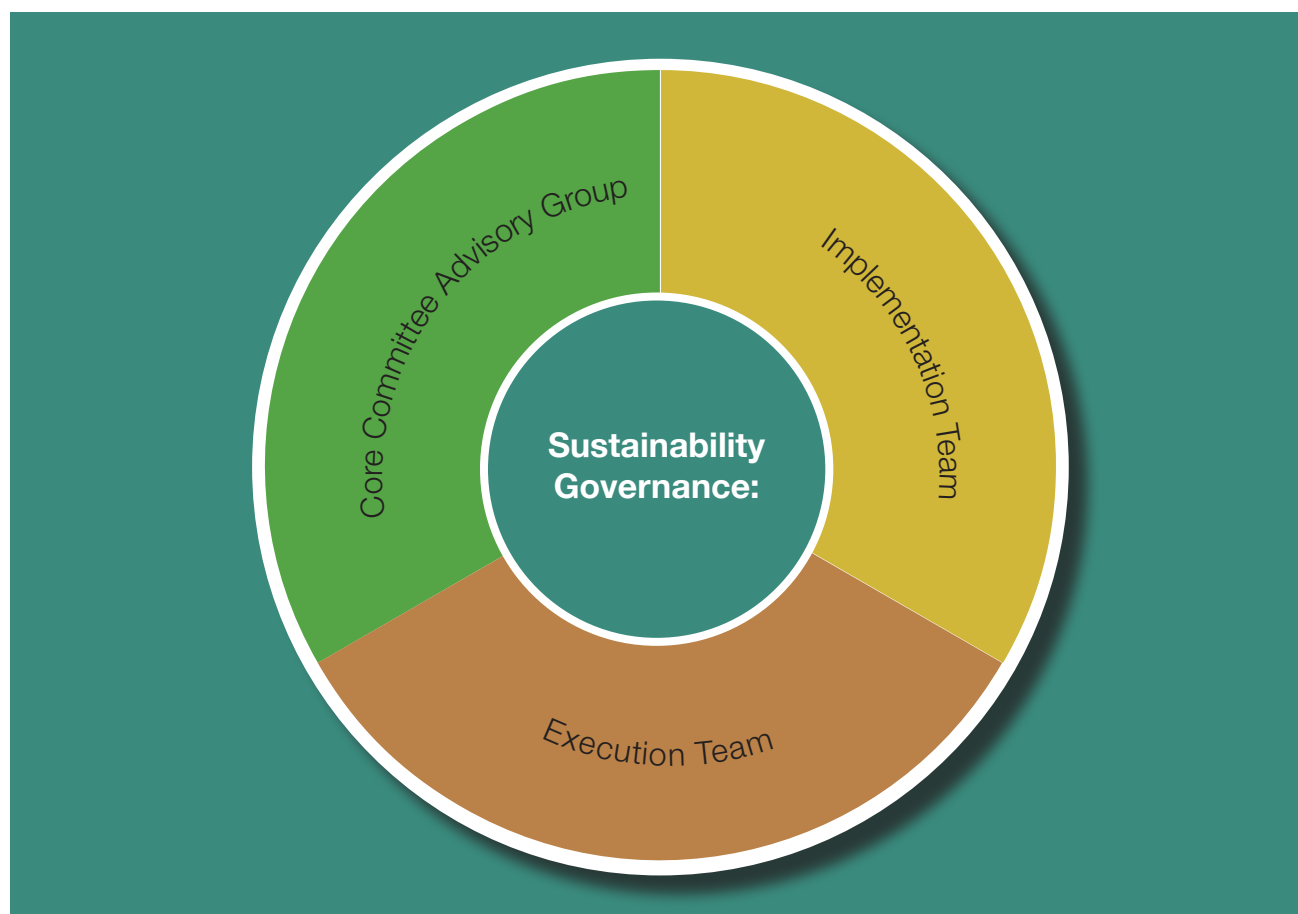 Core Committee Advisory Group
Implementation Team
Sustainability
Governance:
Execution Team